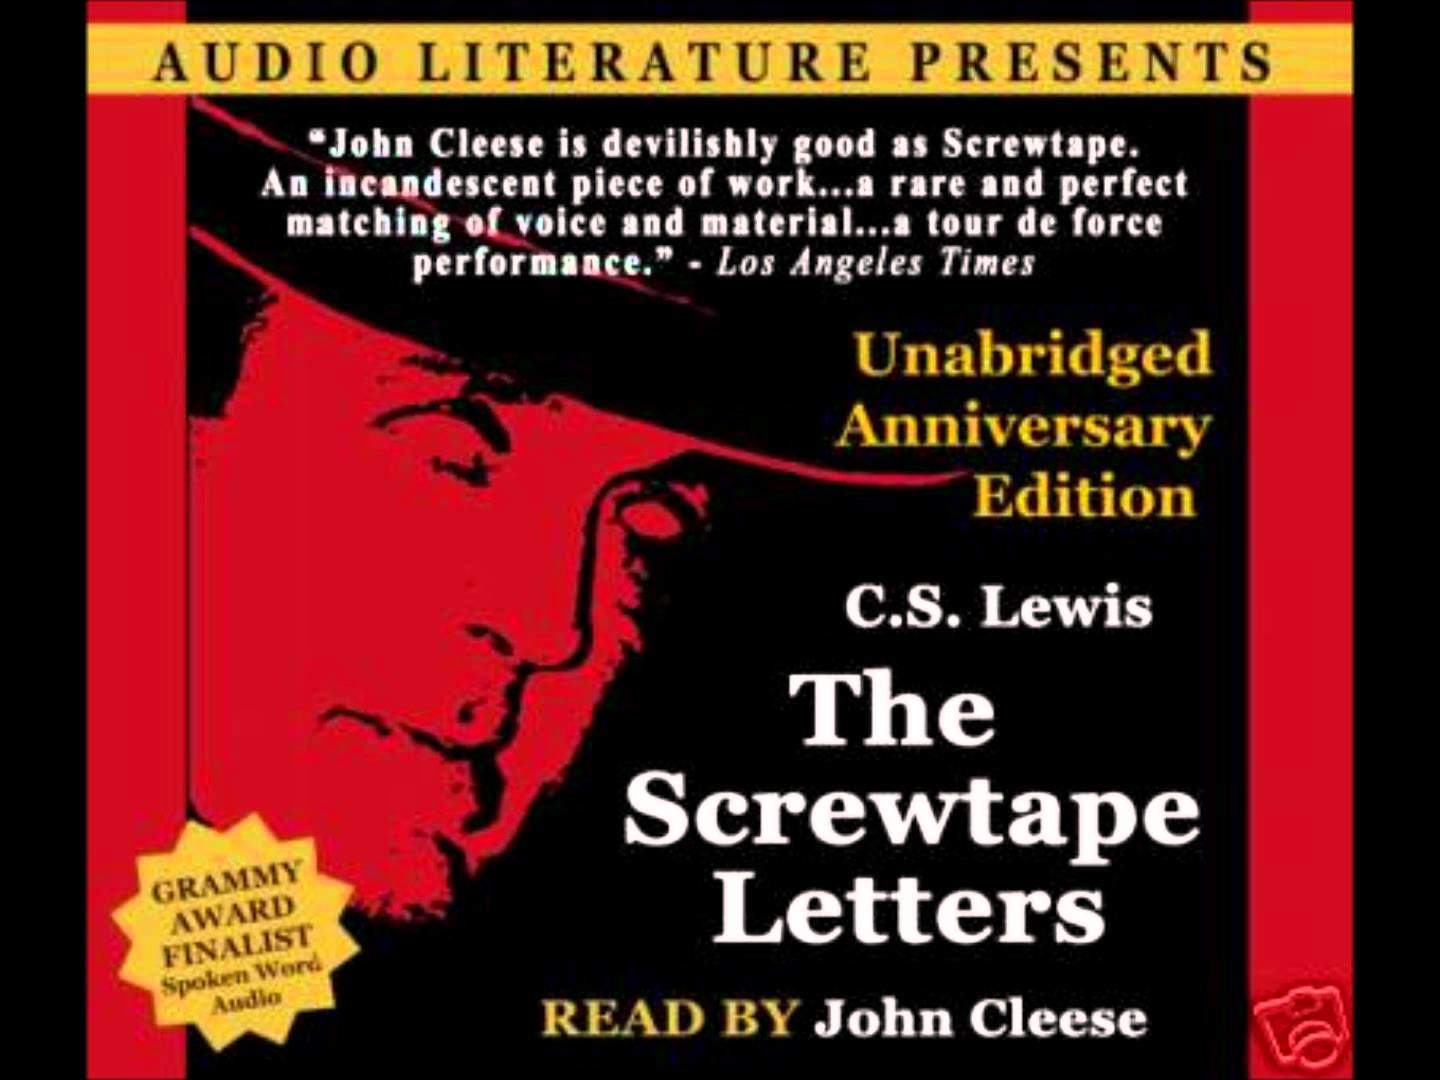 AUDIO LITERATURE PRESENTS
“John Cleese is devilishly good as Screwtape.
An incandescent piece of work...a rare and perfect
matching of voice and material...a tour de force
performance.” - Los Angeles Times
Unabridged
Anniversary
Edition
C.S. Lewis
The
Screwtape
Letters
GRAMMY
AWARD
FINALIST
Spoken Word
Audio
READ BY John Cleese